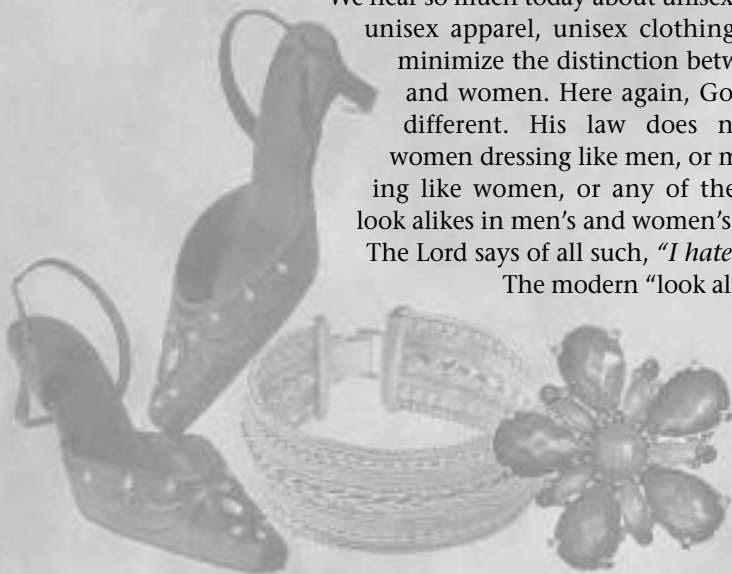 We hear so much today about unisex
unisex apparel, unisex clothing
minimize the distinction betw
and women. Here again, Go
different. His law does n
women dressing like men, or m
ing like women, or any of the
look alikes in men’s and women’s
The Lord says of all such, “I hate
The modern “look ali